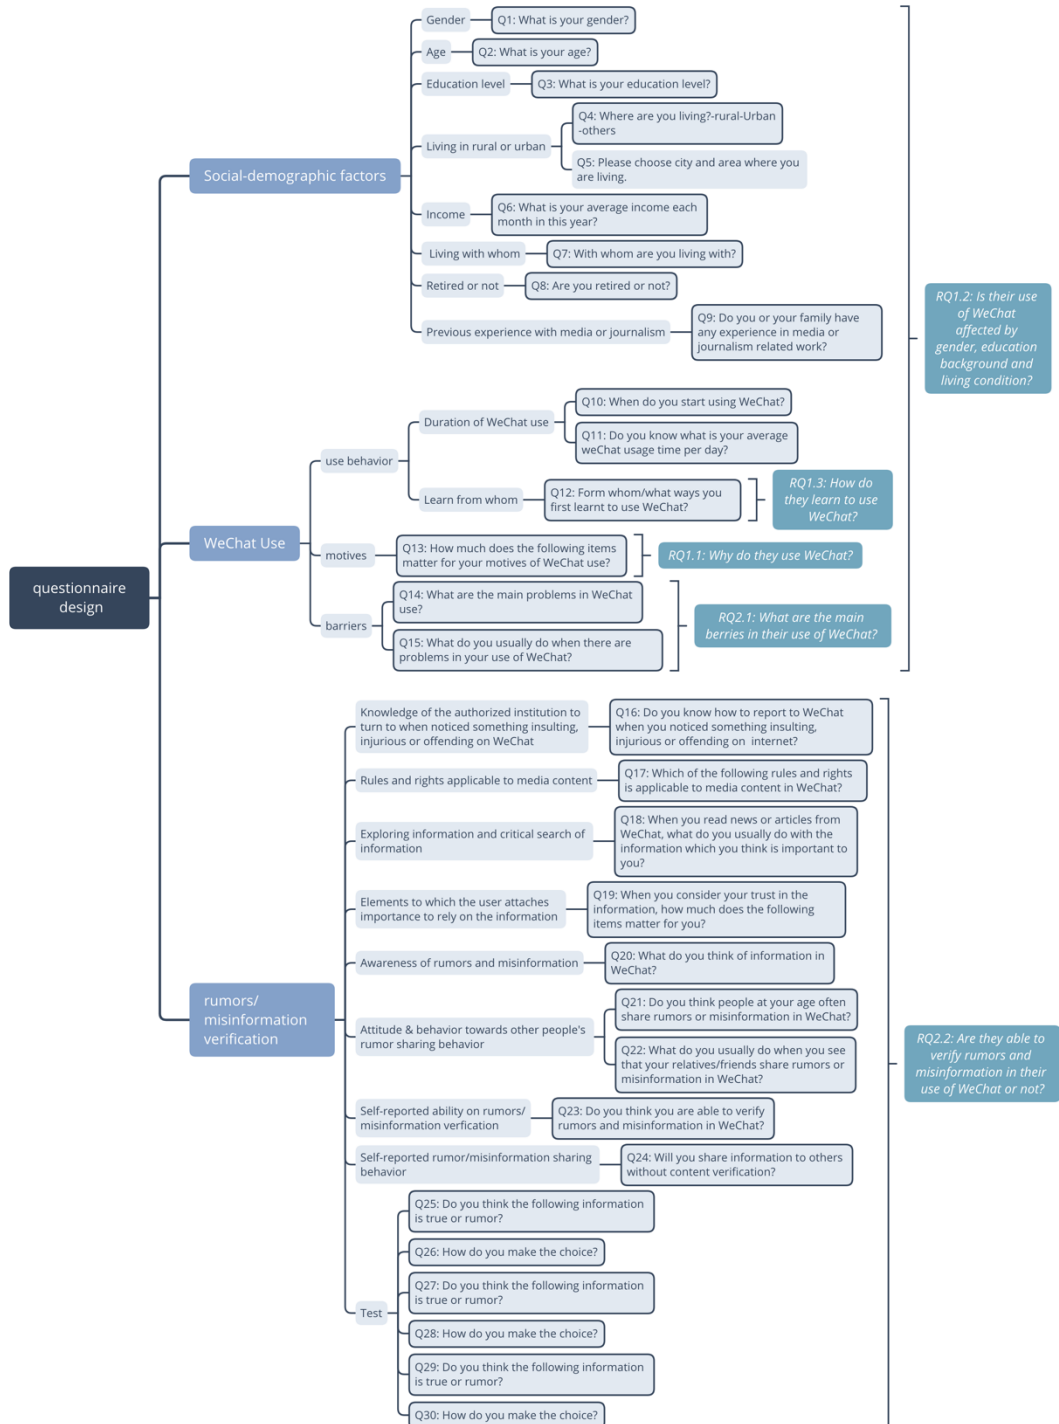 Gender
Q1: What is your gender?
Age
Q2: What is your age?
Education level
Q3: What is your education level?
Living in rural or urban
Q4: Where are you living?-rural-Urban
-others
Q5: Please choose city and area where you
are living.
Social-demographic factors
Income
Q6: What is your average income each
month in this year?
Living with whom
Q7: With whom are you living with?
Retired or not
Q8: Are you retired or not?
Previous experience with media or journalism
Q9: Do you or your family have
any experience in media or
journalism related work?
RQ1.2: Is their use
of WeChat
affected by
gender, education
background and
living condition?
questionnaire
design
WeChat Use
use behavior
Duration of WeChat use
Q10: When do you start using WeChat?
Q11: Do you know what is your average
weChat usage time per day?
Learn from whom
Q12: Form whom/what ways you
first learnt to use WeChat?
RQ1.3: How do
they learn to use
WeChat?
motives
Q13: How much does the following items
matter for your motives of WeChat use?
RQ1.1: Why do they use WeChat?
barriers
Q14: What are the main problems in WeChat
use?
Q15: What do you usually do when there are
problems in your use of WeChat?
RQ2.1: What are the main
berries in their use of WeChat?
rumors/
misinformation
verification
Knowledge of the authorized institution to
turn to when noticed something insulting,
injurious or offending on WeChat
Q16: Do you know how to report to WeChat
when you noticed something insulting,
injurious or offending on  internet?
Rules and rights applicable to media content
Q17: Which of the following rules and rights
is applicable to media content in WeChat?
Exploring information and critical search of
information
Q18: When you read news or articles from
WeChat, what do you usually do with the
information which you think is important to
you?
Elements to which the user attaches
importance to rely on the information
Q19: When you consider your trust in the
information, how much does the following
items matter for you?
Awareness of rumors and misinformation
Q20: What do you think of information in
WeChat?
Attitude & behavior towards other people's
rumor sharing behavior
Q21: Do you think people at your age often
share rumors or misinformation in WeChat?
Q22: What do you usually do when you see
that your relatives/friends share rumors or
misinformation in WeChat?
Self-reported ability on rumors/
misinformation verfication
Q23: Do you think you are able to verify
rumors and misinformation in WeChat?
Self-reported rumor/misinformation sharing
behavior
Q24: Will you share information to others
without content verification?
Test
Q25: Do you think the following information
is true or rumor?
Q26: How do you make the choice?
Q27: Do you think the following information
is true or rumor?
Q28: How do you make the choice?
Q29: Do you think the following information
is true or rumor?
Q30: How do you make the choice?
RQ2.2: Are they able to
verify rumors and
misinformation in their
use of WeChat or not?